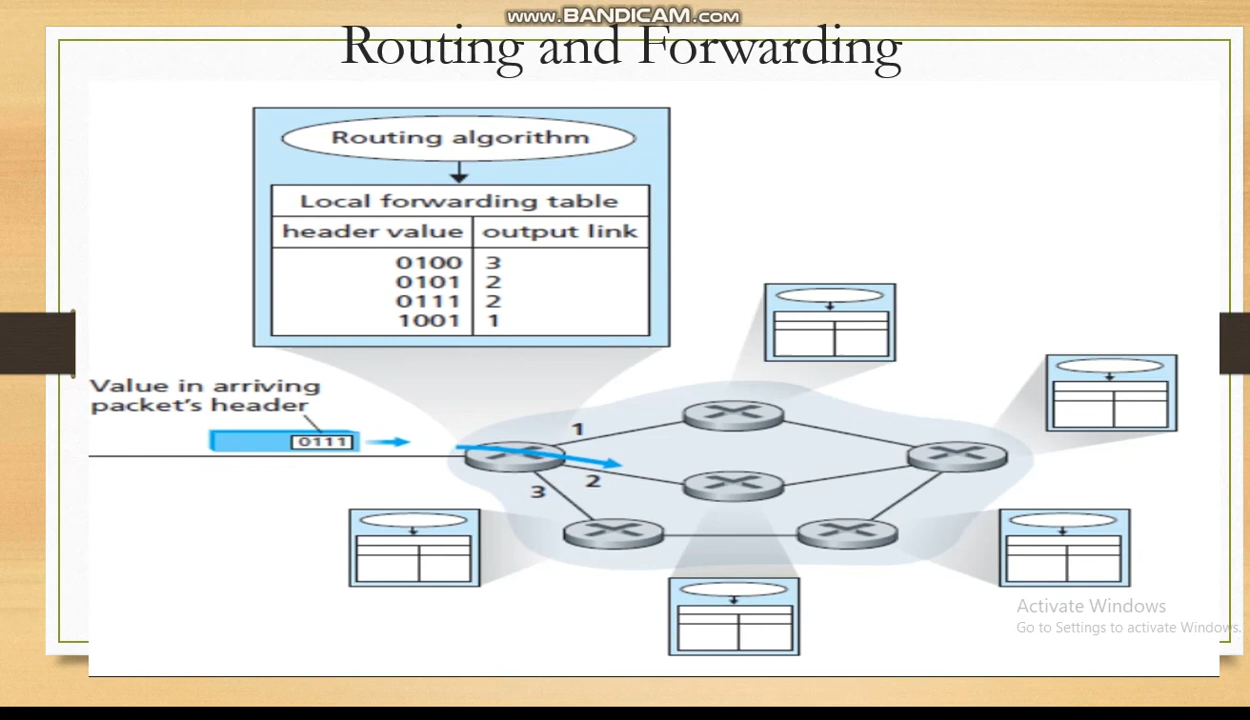 www.BANDICAM.com
Routing and Forwarding
Routing algorithm
Local forwarding table
header value output link
0100 3
0101 2
0111 2
1001 1
Value in arriving
packet's header
0111
1
2
3
Activate Windows
Go to Settings to activate Windows.